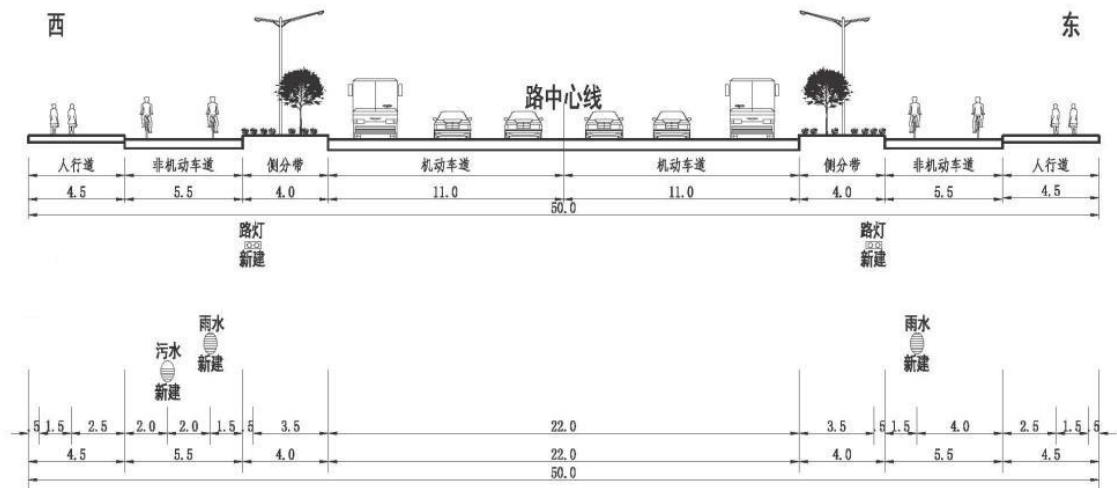 西 东
路中心线
人行道 非机动车道 侧分带 机动车道 机动车道 侧分带 非机动车道 人行道
4.5 5.5 4.0 11.0 11.0 4.0 5.5 4.5
50.0
路灯 路灯
新建 新建
雨水 雨水
新建 新建
污水
新建
.5 1.5 2.5 2.0 2.0 1.5 .5 3.5 22.0 3.5 .5 1.5 4.0 2.5 1.5 .5
4.5 5.5 4.0 22.0 4.0 5.5 4.5
50.0